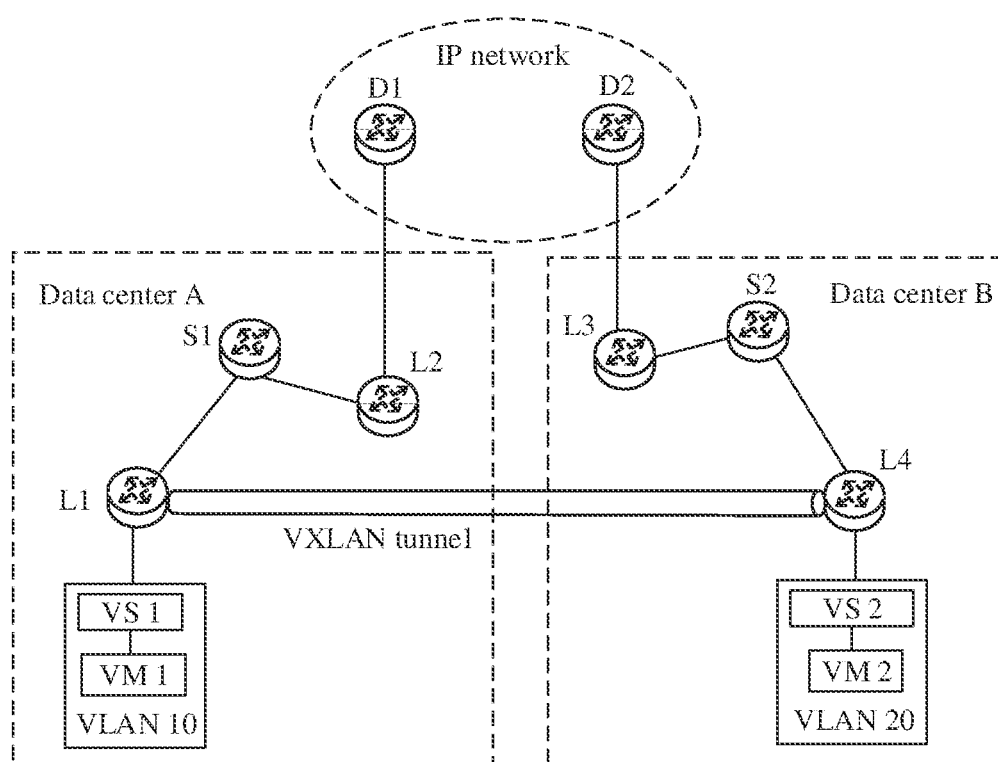 IP network
D1
D2
Data center A
S1
L2
S2
Data center B
L3
L1
L4
VXLAN tunnel
VS 1
VM 1
VLAN 10
VS 2
VM 2
VLAN 20